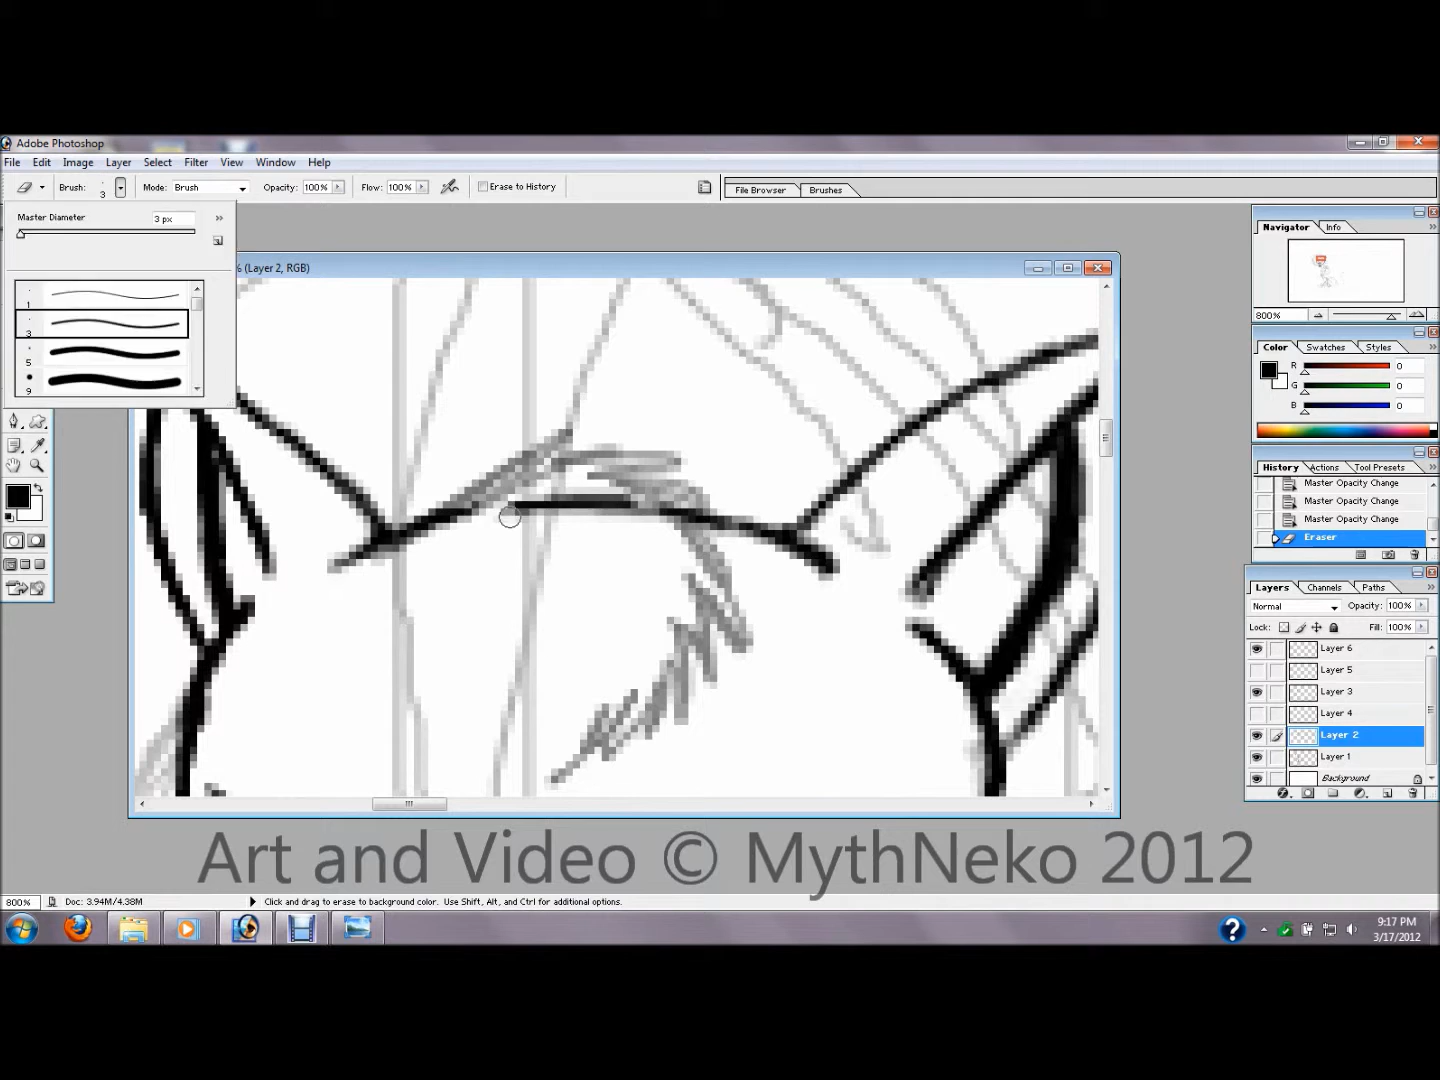 Adobe Photoshop
File Edit Image Layer Select Filter View Window Help
Brush: 3 Mode: Brush Opacity: 100% Flow: 100% Erase to History File Browser Brushes
Master Diameter 3 px
1
3
5
9
% (Layer 2, RGB)
Navigator Info
800%
Color Swatches Styles
R 0
G 0
B 0
History Actions Tool Presets
Master Opacity Change
Master Opacity Change
Master Opacity Change
Eraser
Layers Channels Paths
Normal Opacity: 100%
Lock: Fill: 100%
Layer 6
Layer 5
Layer 3
Layer 4
Layer 2
Layer 1
Background
Art and Video © MythNeko 2012
800% Doc: 3.94M/4.38M Click and drag to erase to background color. Use Shift, Alt, and Ctrl for additional options.
9:17 PM
3/17/2012